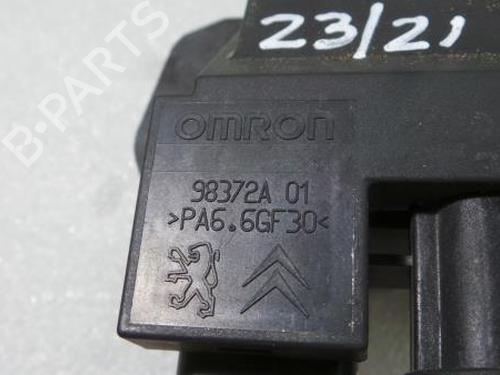 23/21
OMRON
98372A 01
>PA6.6GF30<
B-PARTS